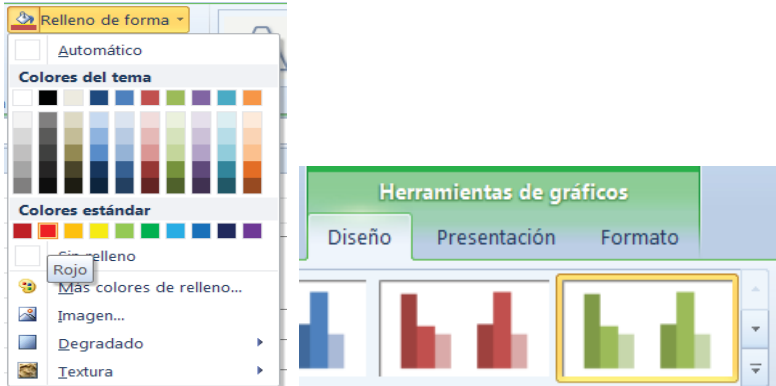 Relleno de forma
Automático
Colores del tema
Colores estándar
Sin relleno
Rojo
Más colores de relleno...
Imagen...
Degradado
Textura
Herramientas de gráficos
Diseño Presentación Formato